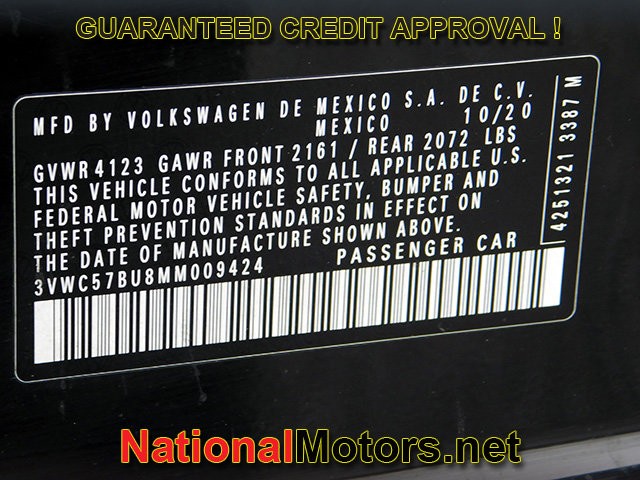 GUARANTEED CREDIT APPROVAL !
MFD BY VOLKSWAGEN DE MEXICO S.A. DE C.V.
MEXICO 10/20
GVWR 4123 GAWR FRONT 2161 / REAR 2072 LBS
THIS VEHICLE CONFORMS TO ALL APPLICABLE U.S.
FEDERAL MOTOR VEHICLE SAFETY, BUMPER AND
THEFT PREVENTION STANDARDS IN EFFECT ON
THE DATE OF MANUFACTURE SHOWN ABOVE.
3VWC57BU8MM009424 PASSENGER CAR
4251321 3387 M
NationalMotors.net